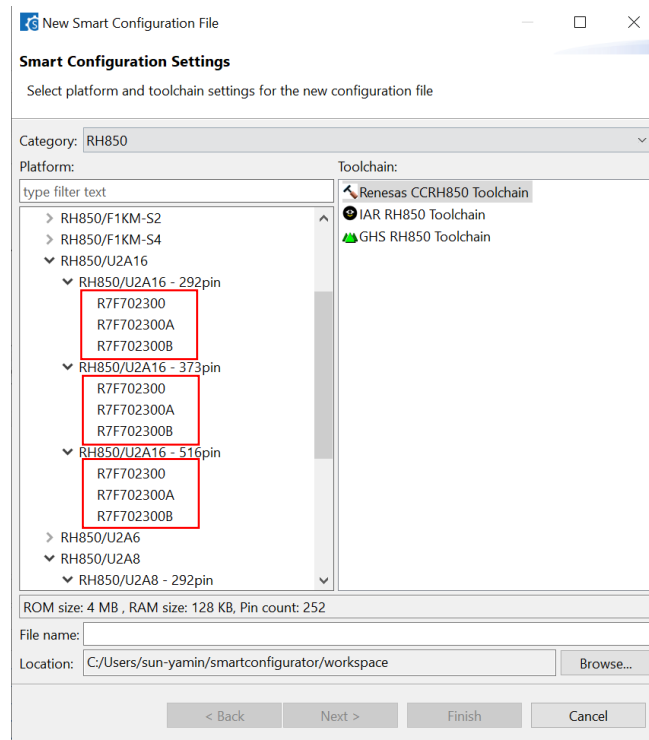 New Smart Configuration File
Smart Configuration Settings
Select platform and toolchain settings for the new configuration file
Category: RH850
Platform:
Toolchain:
type filter text
RH850/F1KM-S2
RH850/F1KM-S4
RH850/U2A16
RH850/U2A16 - 292pin
R7F702300
R7F702300A
R7F702300B
RH850/U2A16 - 373pin
R7F702300
R7F702300A
R7F702300B
RH850/U2A16 - 516pin
R7F702300
R7F702300A
R7F702300B
RH850/U2A6
RH850/U2A8
RH850/U2A8 - 292pin
Renesas CCRH850 Toolchain
IAR RH850 Toolchain
GHS RH850 Toolchain
ROM size: 4 MB , RAM size: 128 KB, Pin count: 252
File name:
Location: C:/Users/sun-yamin/smartconfigurator/workspace Browse...
< Back Next > Finish Cancel